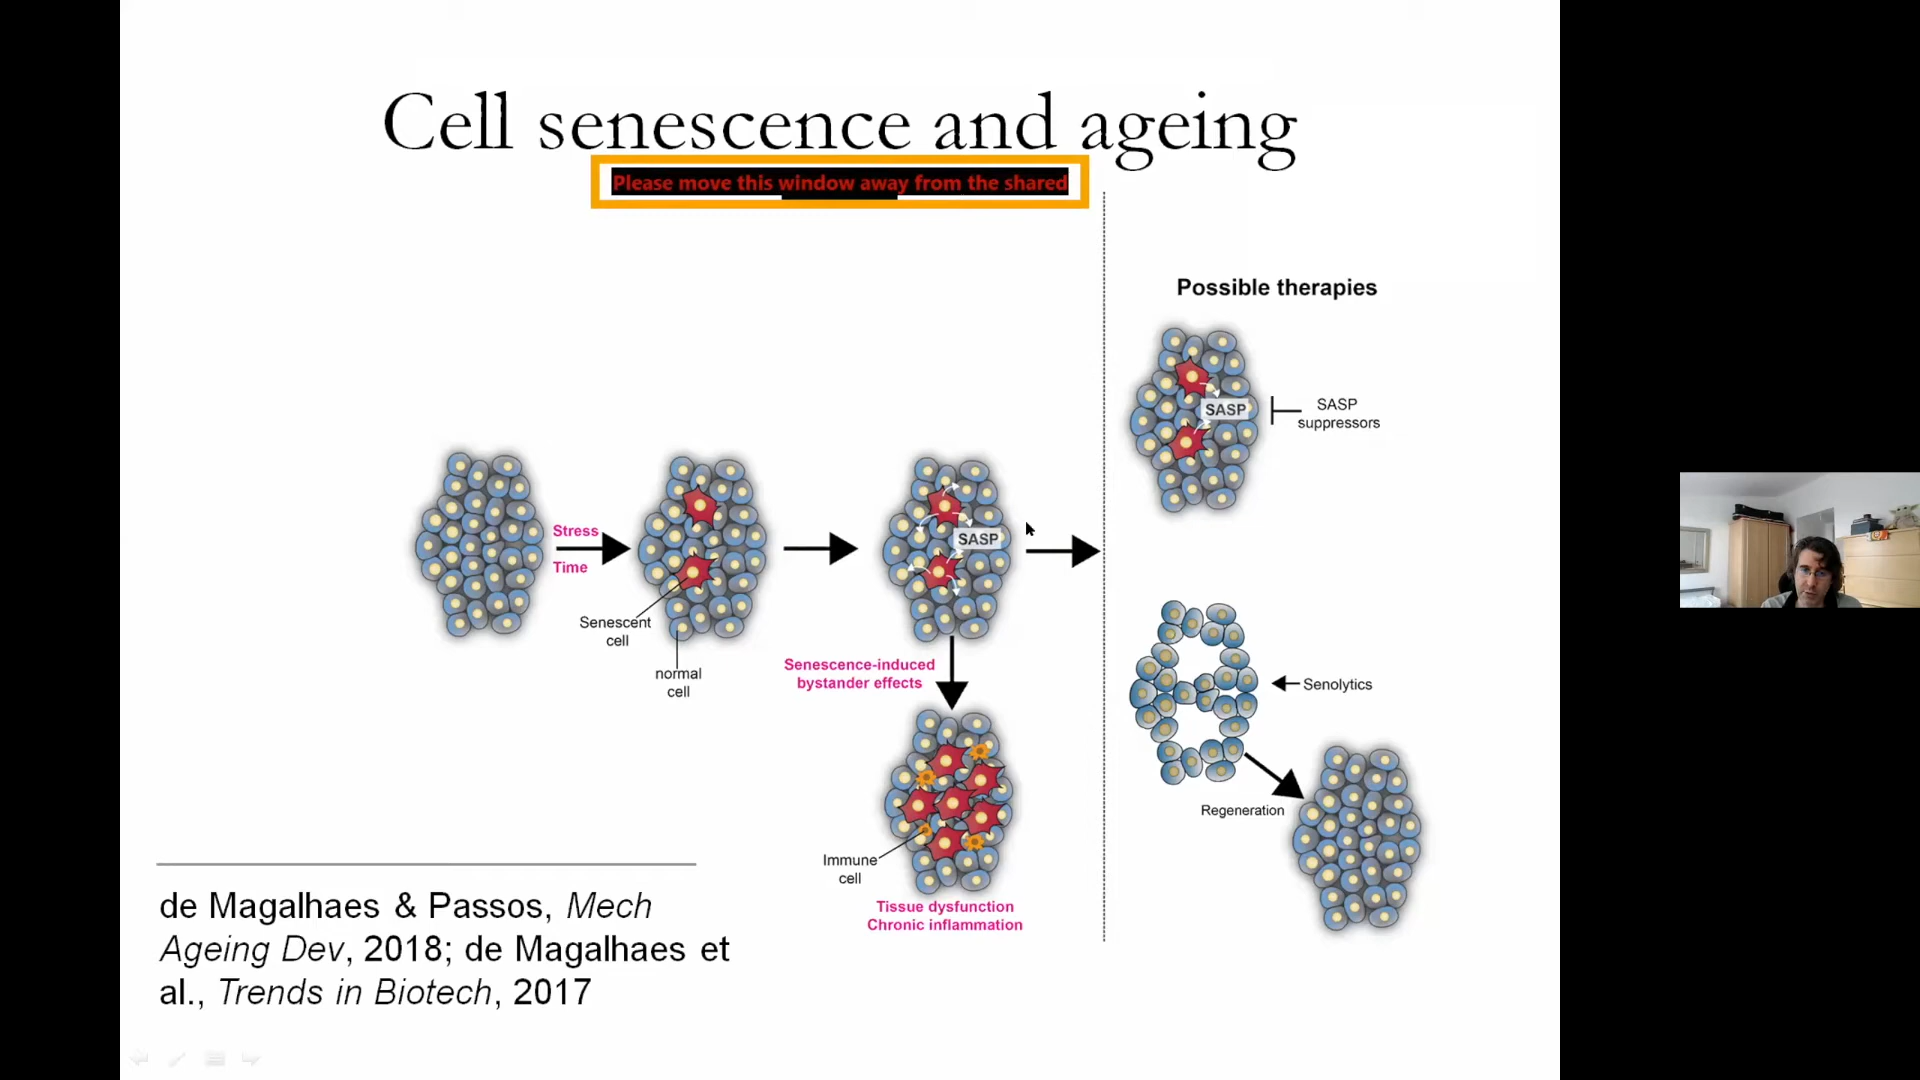 Cell senescence and ageing
Please move this window away from the shared
Possible therapies
SASP
SASP
suppressors
Stress
Time
SASP
Senescent
cell
normal
cell
Senescence-induced
bystander effects
Senolytics
Regeneration
Immune
cell
Tissue dysfunction
Chronic inflammation
de Magalhaes & Passos, Mech
Ageing Dev, 2018; de Magalhaes et
al., Trends in Biotech, 2017